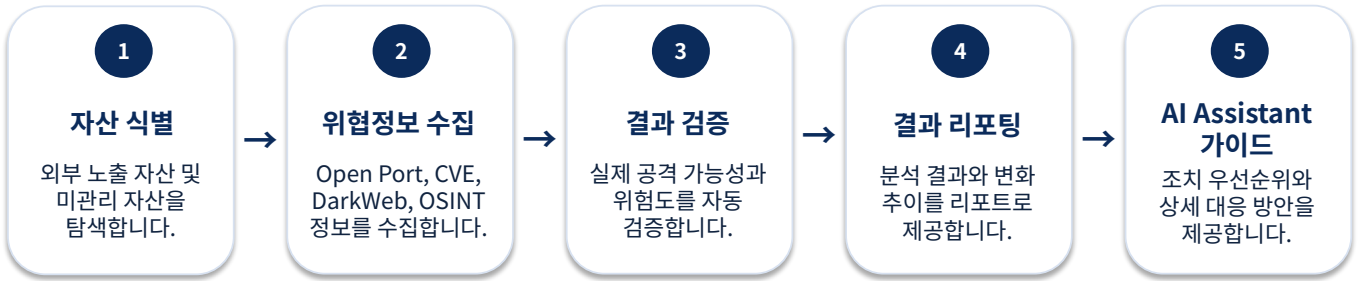 1
자산 식별
외부 노출 자산 및
미관리 자산을
탐색합니다.
→
2
위협정보 수집
Open Port, CVE,
DarkWeb, OSINT
정보를 수집합니다.
→
3
결과 검증
실제 공격 가능성과
위험도를 자동
검증합니다.
→
4
결과 리포팅
분석 결과와 변화
추이를 리포트로
제공합니다.
→
5
AI Assistant
가이드
조치 우선순위와
상세 대응 방안을
제공합니다.